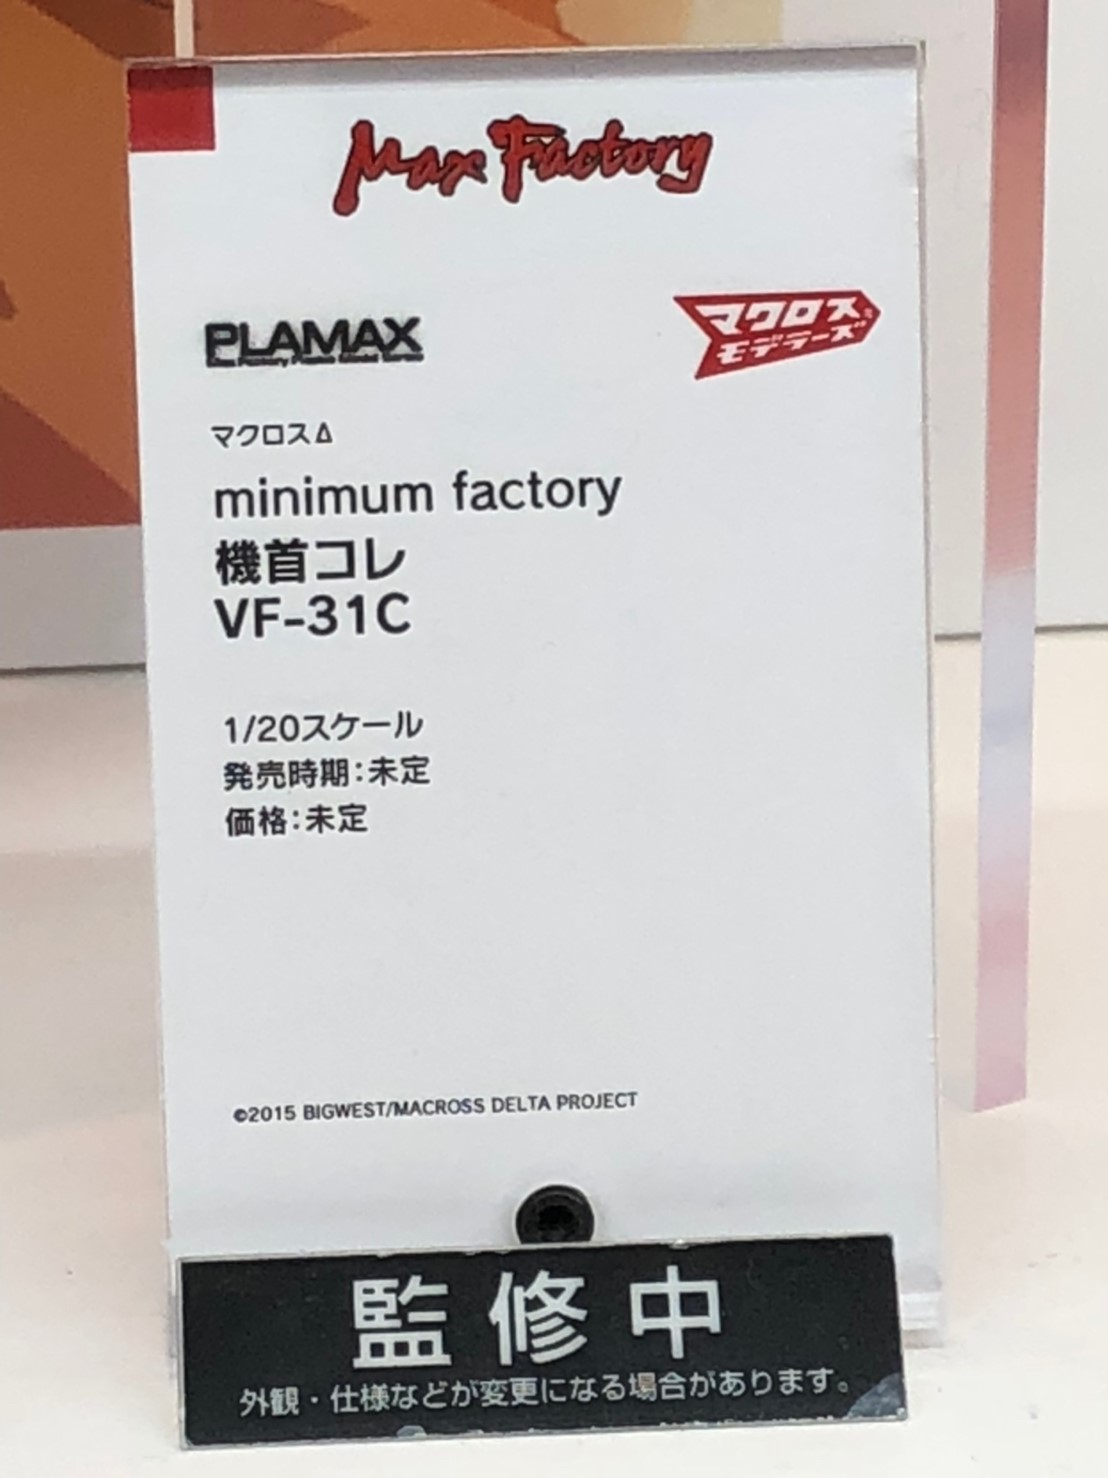 Max Factory
PLAMAX
マクロス
モデラーズ
マクロスΔ
minimum factory
機首コレ
VF-31C
1/20スケール
発売時期：未定
価格：未定
©2015 BIGWEST/MACROSS DELTA PROJECT
監修中
外観・仕様などが変更になる場合があります。